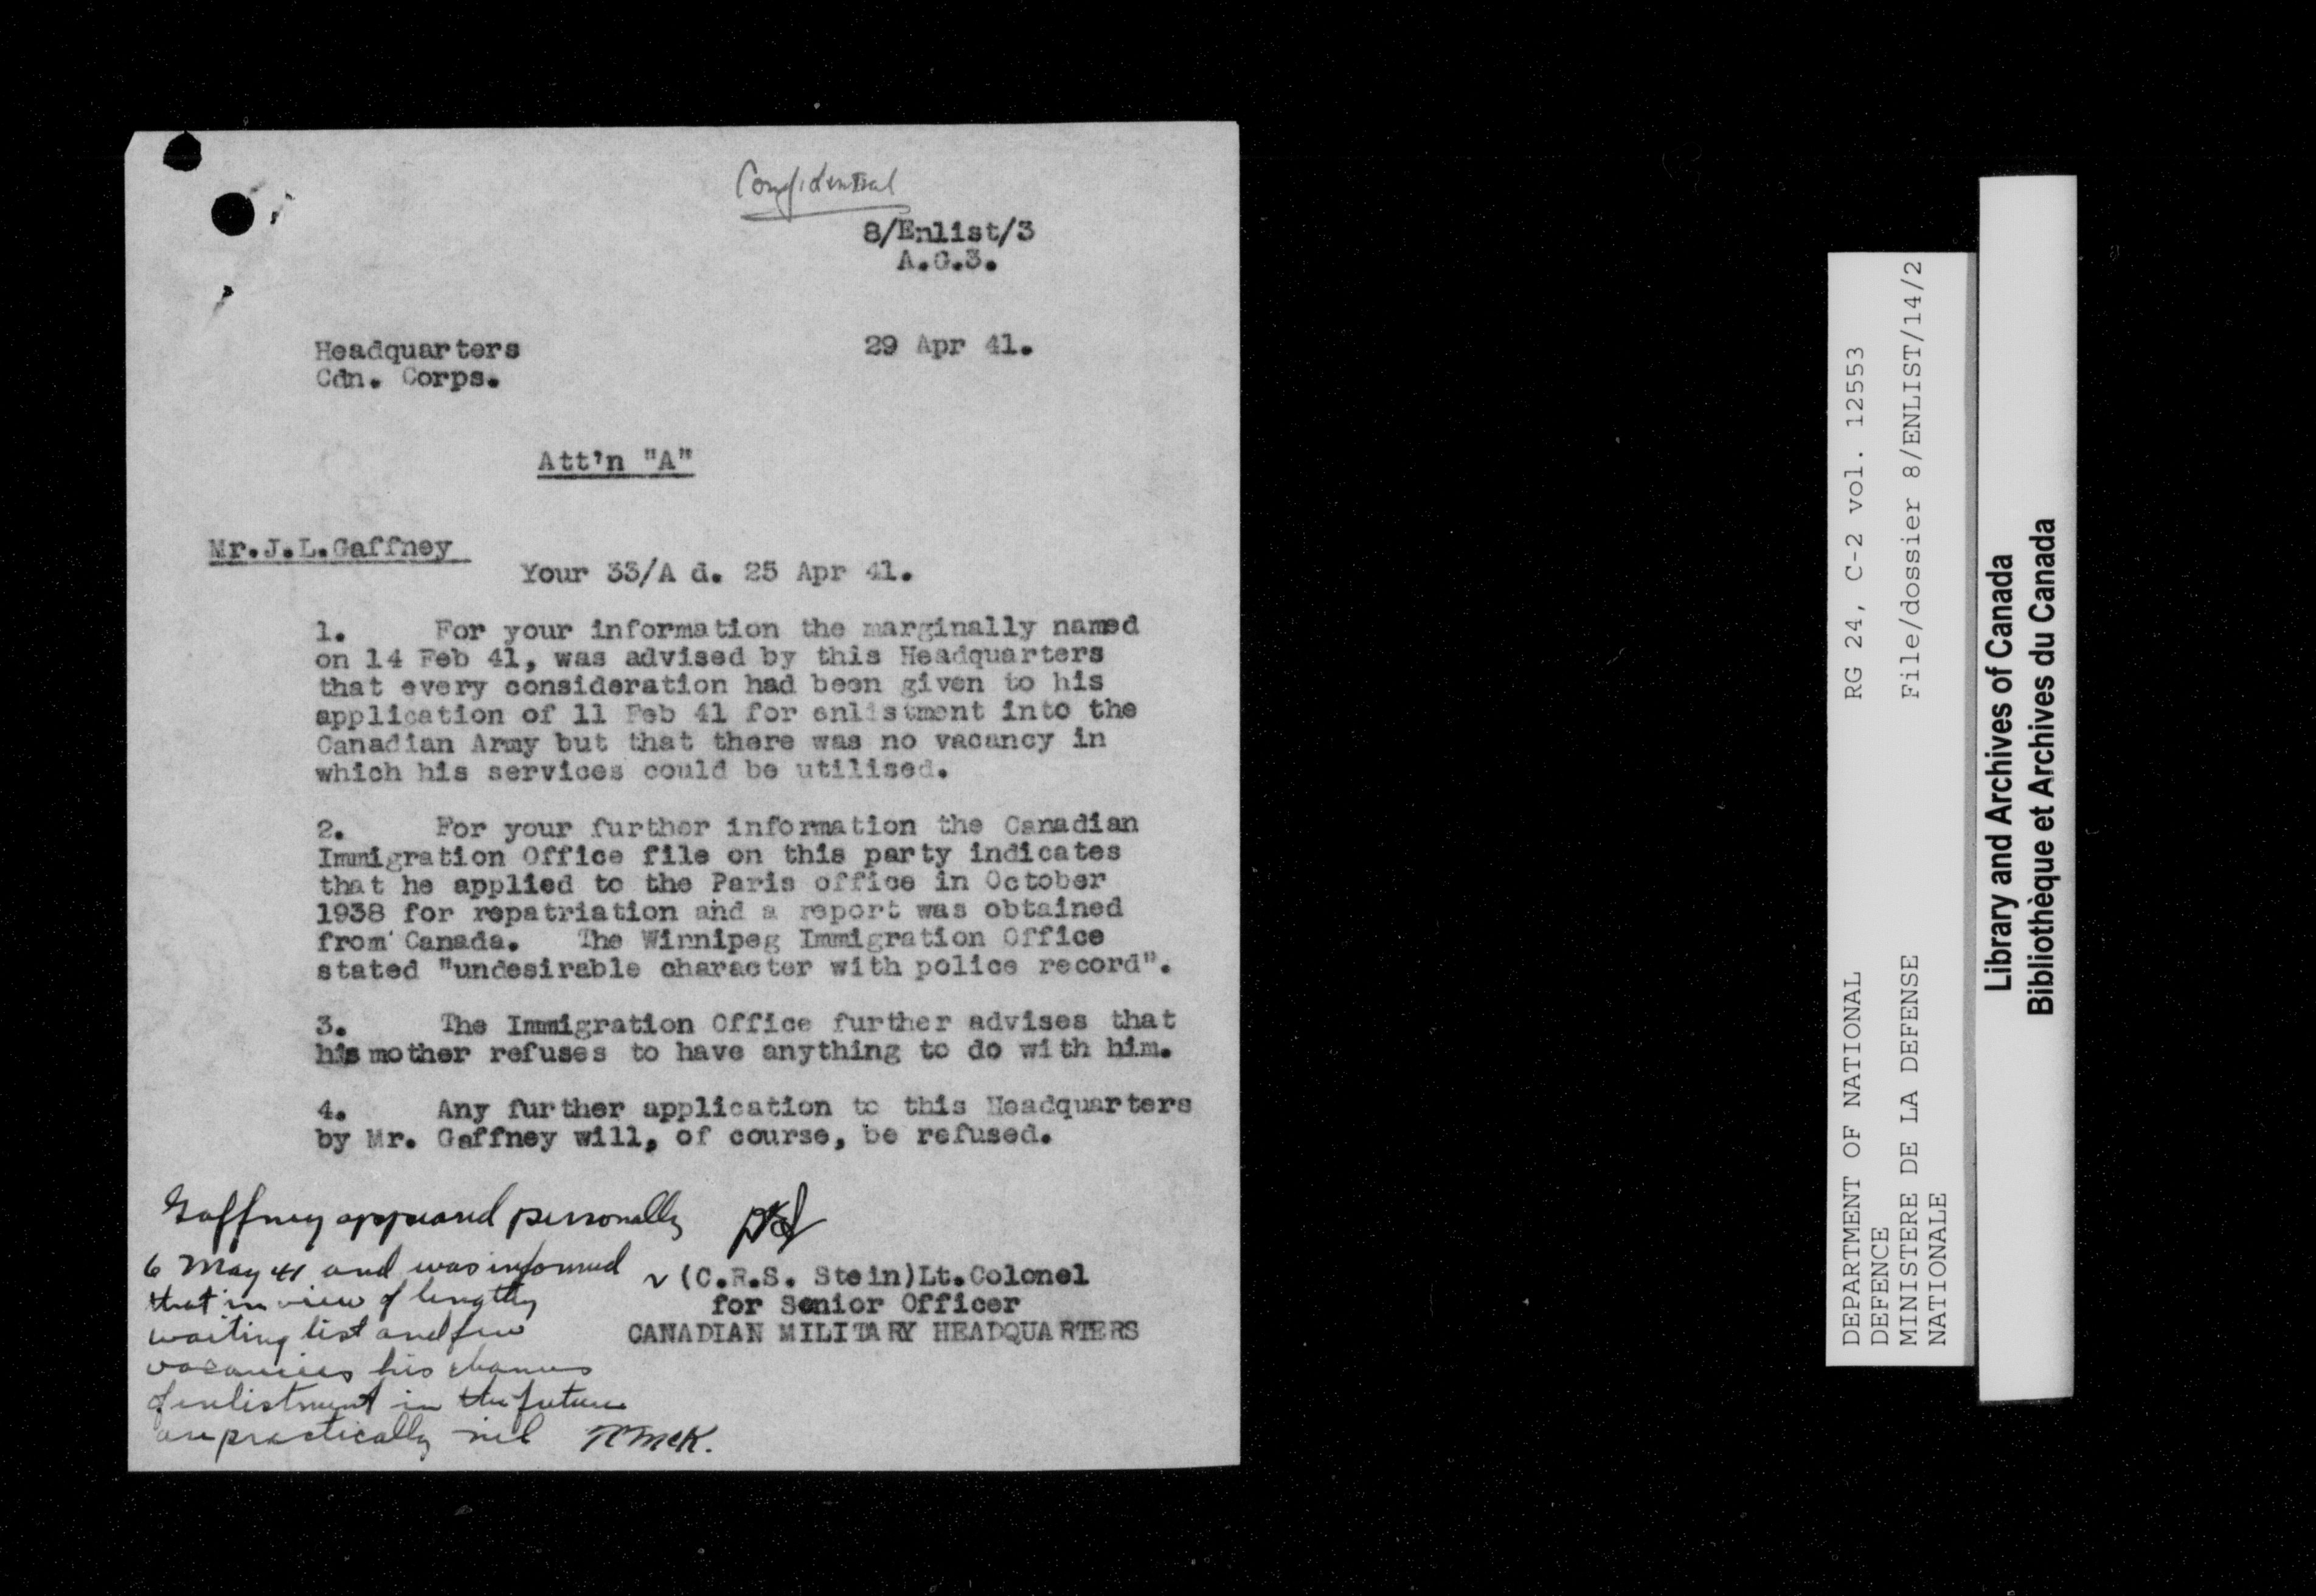 Confidential
8/Enlist/3
A.G.3.
Headquarters
Cdn. Corps.
29 Apr 41.
Att'n "A"
Mr.J.L.Gaffney
Your 33/A d. 25 Apr 41.
1. For your information the marginally named
on 14 Feb 41, was advised by this Headquarters
that every consideration had been given to his
application of 11 Feb 41 for enlistment into the
Canadian Army but that there was no vacancy in
which his services could be utilised.
2. For your further information the Canadian
Immigration Office file on this party indicates
that he applied to the Paris office in October
1938 for repatriation and a report was obtained
from Canada. The Winnipeg Immigration Office
stated "undesirable character with police record".
3. The Immigration Office further advises that
his mother refuses to have anything to do with him.
4. Any further application to this Headquarters
by Mr. Gaffney will, of course, be refused.
(C.R.S. Stein)Lt.Colonel
for Senior Officer
CANADIAN MILITARY HEADQUARTERS
Gaffney appeared personally
6 May 41 and was informed
that in view of lengthy
waiting list and few
vacancies his chances
of enlistment in the future
are practically nil RMcK.
DEPARTMENT OF NATIONAL RG 24, C-2 vol. 12553
DEFENCE
MINISTERE DE LA DEFENSE File/dossier 8/ENLIST/14/2
NATIONALE
Library and Archives of Canada
Bibliothèque et Archives du Canada